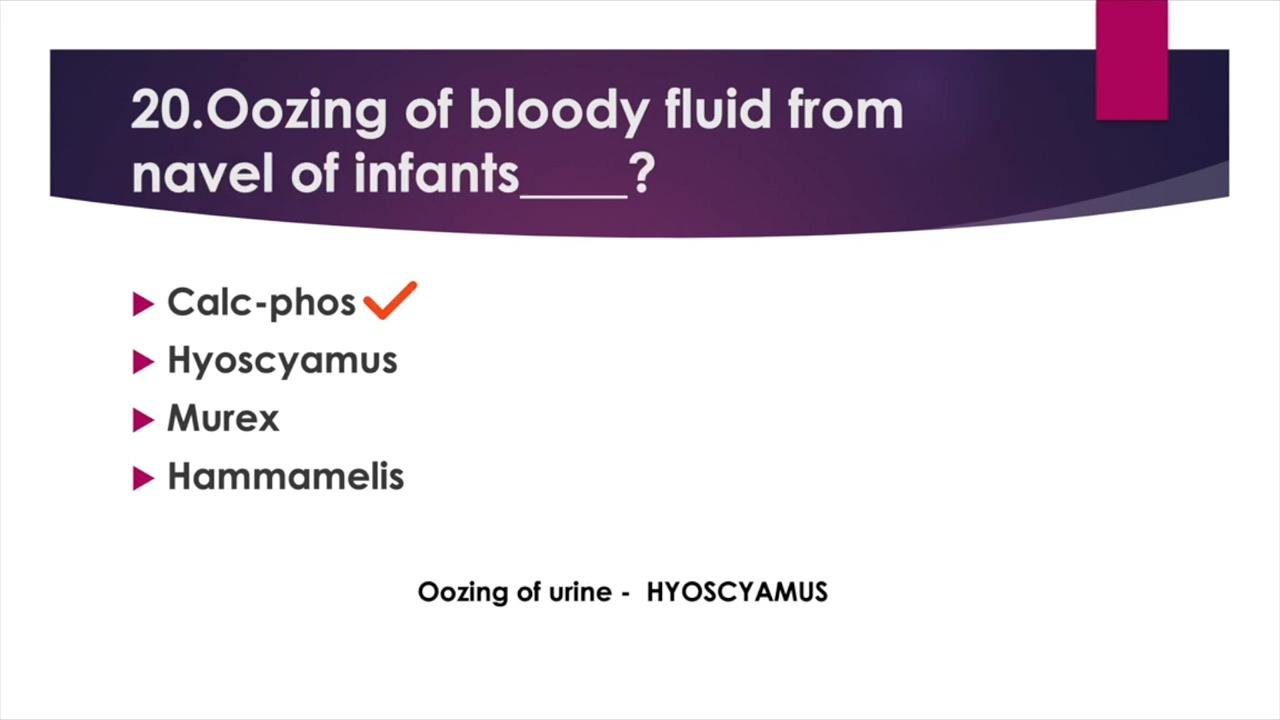 20.Oozing of bloody fluid from
navel of infants____?
Calc-phos
Hyoscyamus
Murex
Hammamelis
Oozing of urine - HYOSCYAMUS